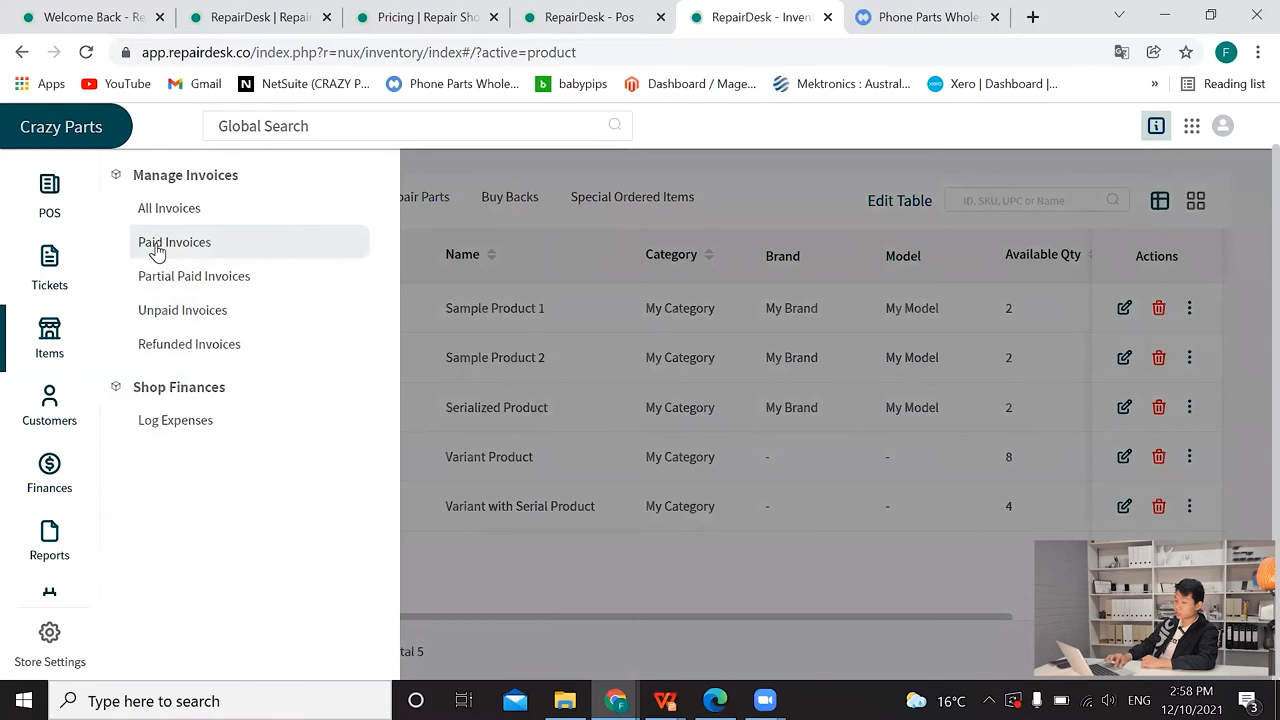 Welcome Back - Re
RepairDesk | Repair
Pricing | Repair Sho
RepairDesk - Pos
RepairDesk - Inven
Phone Parts Whole
app.repairdesk.co/index.php?r=nux/inventory/index#/?active=product
F
Apps
YouTube
Gmail
NetSuite (CRAZY P...
Phone Parts Whole...
babypips
Dashboard / Mage...
Mektronics : Austral...
Xero | Dashboard |...
»
Reading list
Crazy Parts
Global Search
POS
Tickets
Items
Customers
Finances
Reports
Store Settings
Manage Invoices
All Invoices
Paid Invoices
Partial Paid Invoices
Unpaid Invoices
Refunded Invoices
Shop Finances
Log Expenses
pair Parts
Buy Backs
Special Ordered Items
Edit Table
ID, SKU, UPC or Name
Name Category Brand Model Available Qty Actions
Sample Product 1 My Category My Brand My Model 2
Sample Product 2 My Category My Brand My Model 2
Serialized Product My Category My Brand My Model 2
Variant Product My Category - - 8
Variant with Serial Product My Category - - 4
tal 5
Type here to search
16°C
ENG
2:58 PM
12/10/2021
3